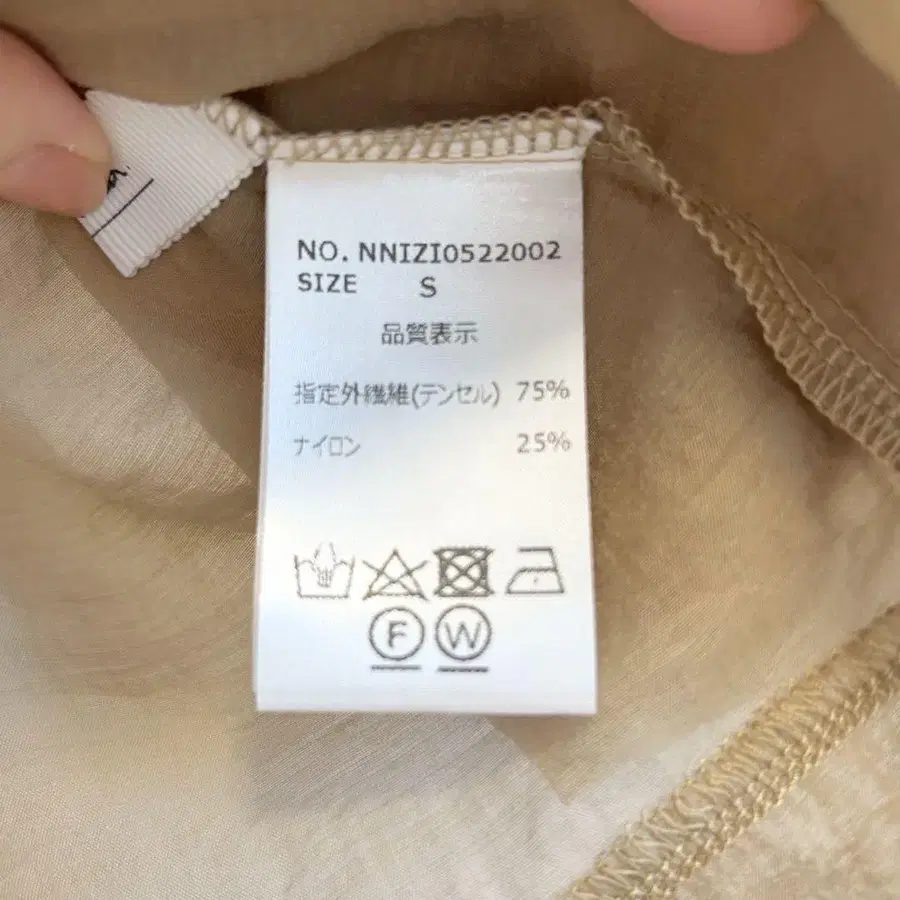 NO. NNIZI0522002
SIZE S
品質表示
指定外繊維(テンセル) 75%
ナイロン 25%
F W